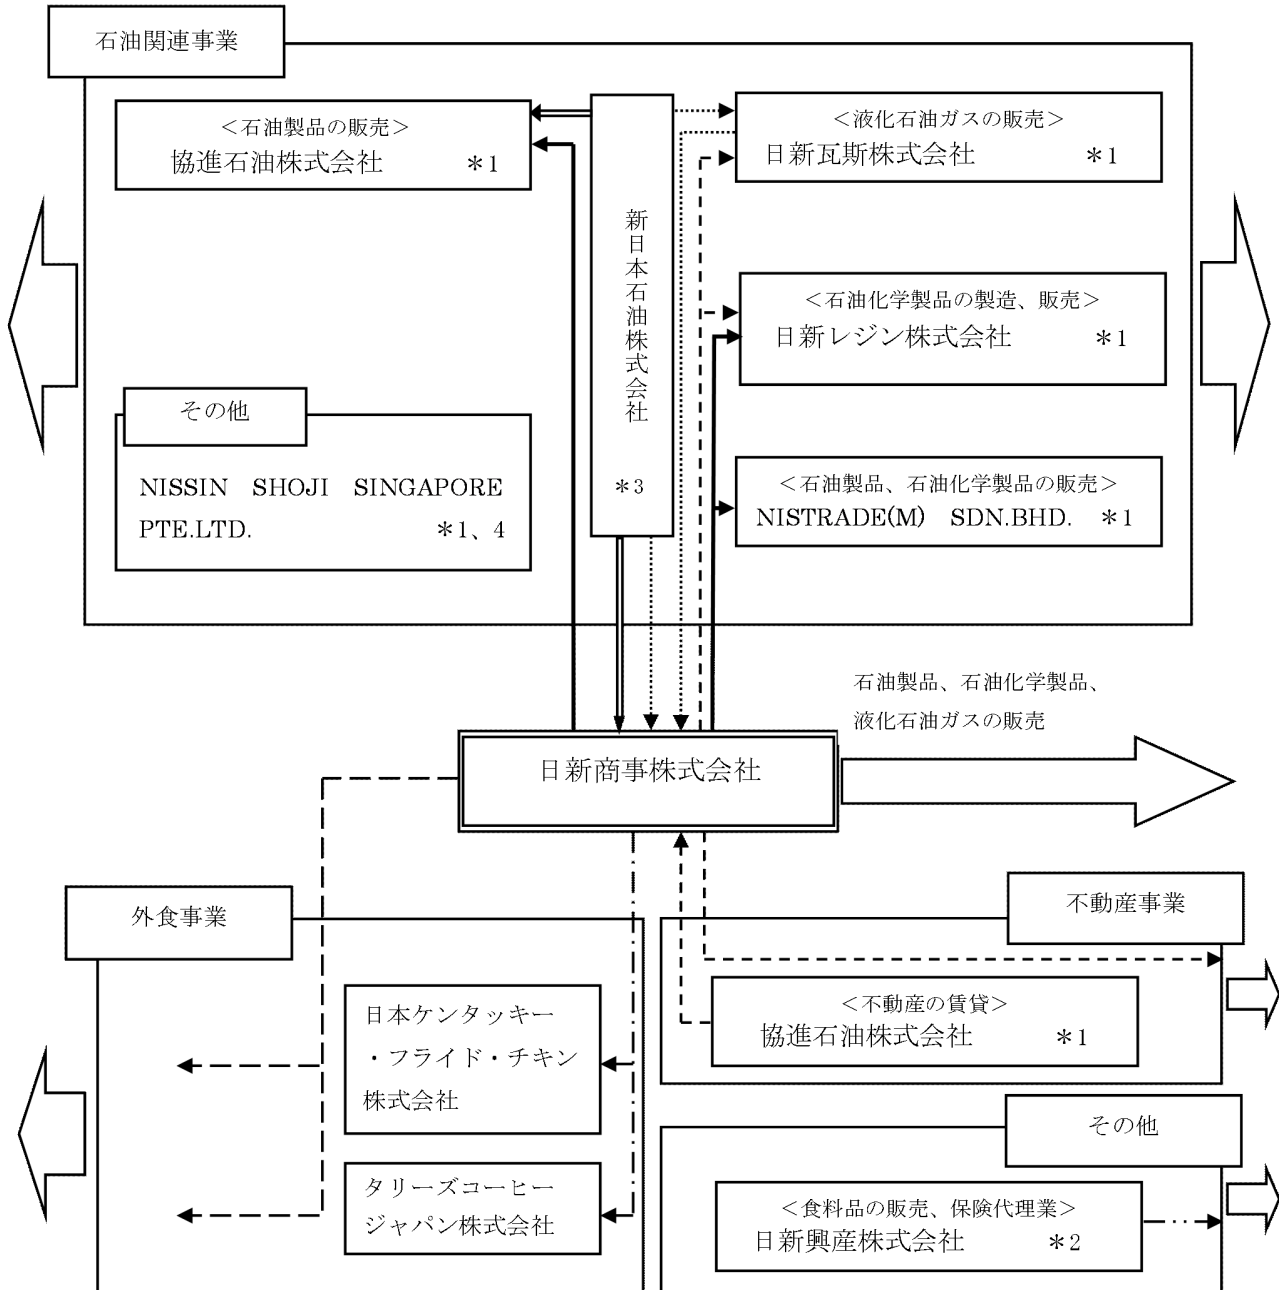 石油関連事業
＜石油製品の販売＞
協進石油株式会社　＊1
新日本石油株式会社
＊3
＜液化石油ガスの販売＞
日新瓦斯株式会社　＊1
＜石油化学製品の製造、販売＞
日新レジン株式会社　＊1
その他
NISSIN SHOJI SINGAPORE
PTE.LTD.　＊1、4
＜石油製品、石油化学製品の販売＞
NISTRADE(M) SDN.BHD.　＊1
石油製品、石油化学製品、
液化石油ガスの販売
日新商事株式会社
外食事業
日本ケンタッキー
・フライド・チキン
株式会社
タリーズコーヒー
ジャパン株式会社
不動産事業
＜不動産の賃貸＞
協進石油株式会社　＊1
その他
＜食料品の販売、保険代理業＞
日新興産株式会社　＊2